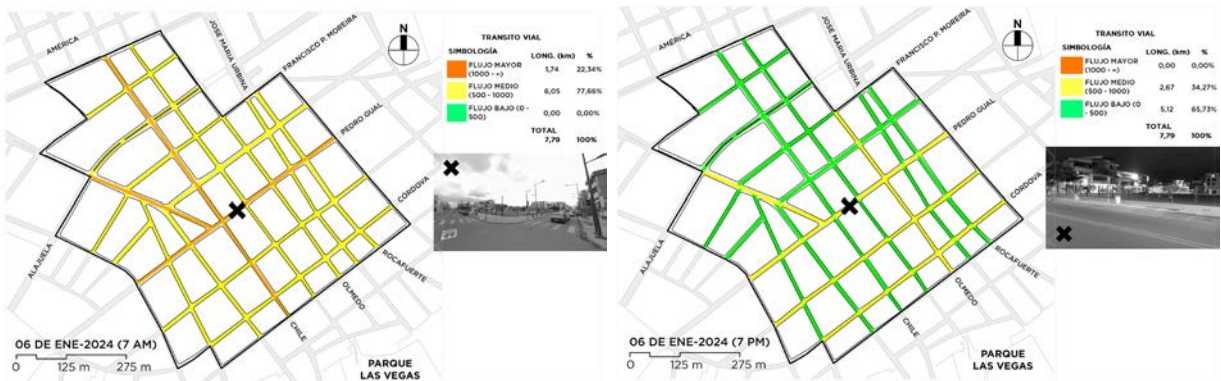 AMÉRICA
JOSE MARIA URBINA
FRANCISCO P. MOREIRA
N
PEDRO GUAL
CÓRDOVA
ROCAFUERTE
OLMEDO
CHILE
ALAJUELA
06 DE ENE-2024 (7 AM)
0 125 m 275 m
PARQUE
LAS VEGAS
TRANSITO VIAL
SIMBOLOGÍA LONG. (km) %
FLUJO MAYOR
(1000 - ∞) 1,74 22,34%
FLUJO MEDIO
(500 - 1000) 6,05 77,66%
FLUJO BAJO (0 -
500) 0,00 0,00%
TOTAL
7,79 100%
AMÉRICA
JOSE MARIA URBINA
FRANCISCO P. MOREIRA
N
PEDRO GUAL
CÓRDOVA
ROCAFUERTE
OLMEDO
CHILE
ALAJUELA
06 DE ENE-2024 (7 PM)
0 125 m 275 m
PARQUE
LAS VEGAS
TRANSITO VIAL
SIMBOLOGÍA LONG. (km) %
FLUJO MAYOR
(1000 - ∞) 0,00 0,00%
FLUJO MEDIO
(500 - 1000) 2,67 34,27%
FLUJO BAJO (0
- 500) 5,12 65,73%
TOTAL
7,79 100%